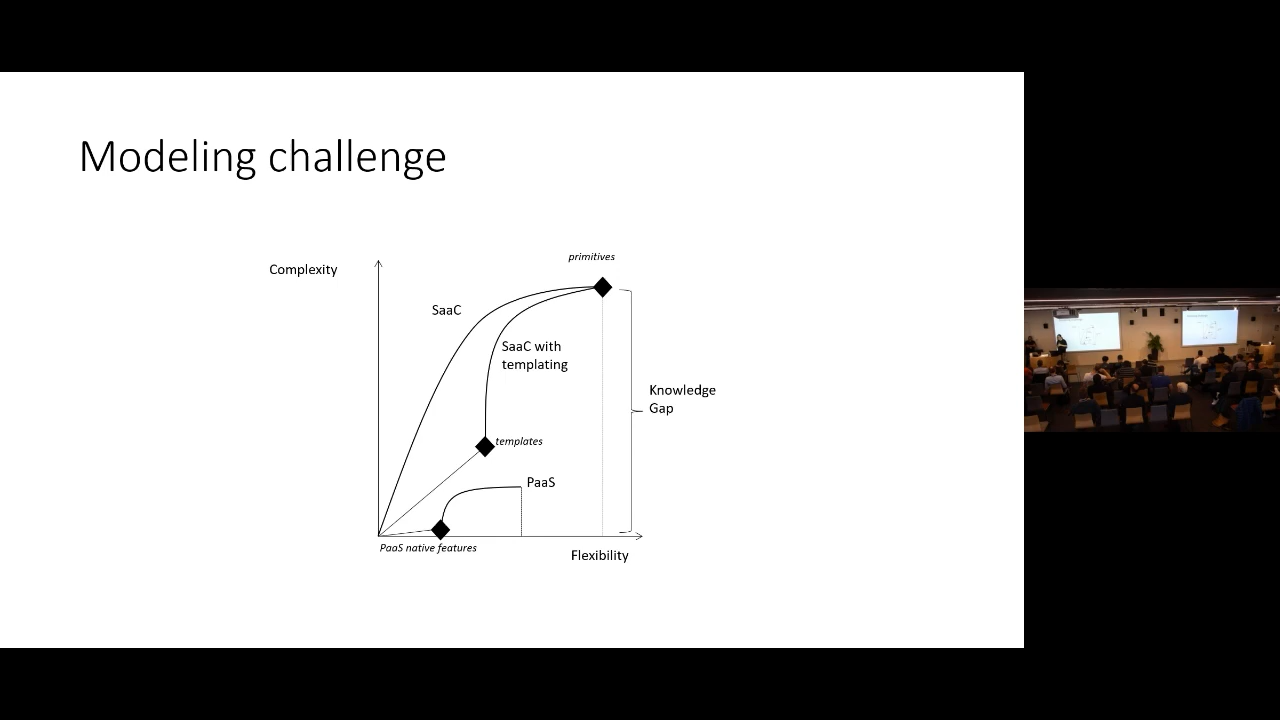 Modeling challenge
primitives
Complexity
SaaC
SaaC with
templating
Knowledge
Gap
templates
PaaS
PaaS native features
Flexibility